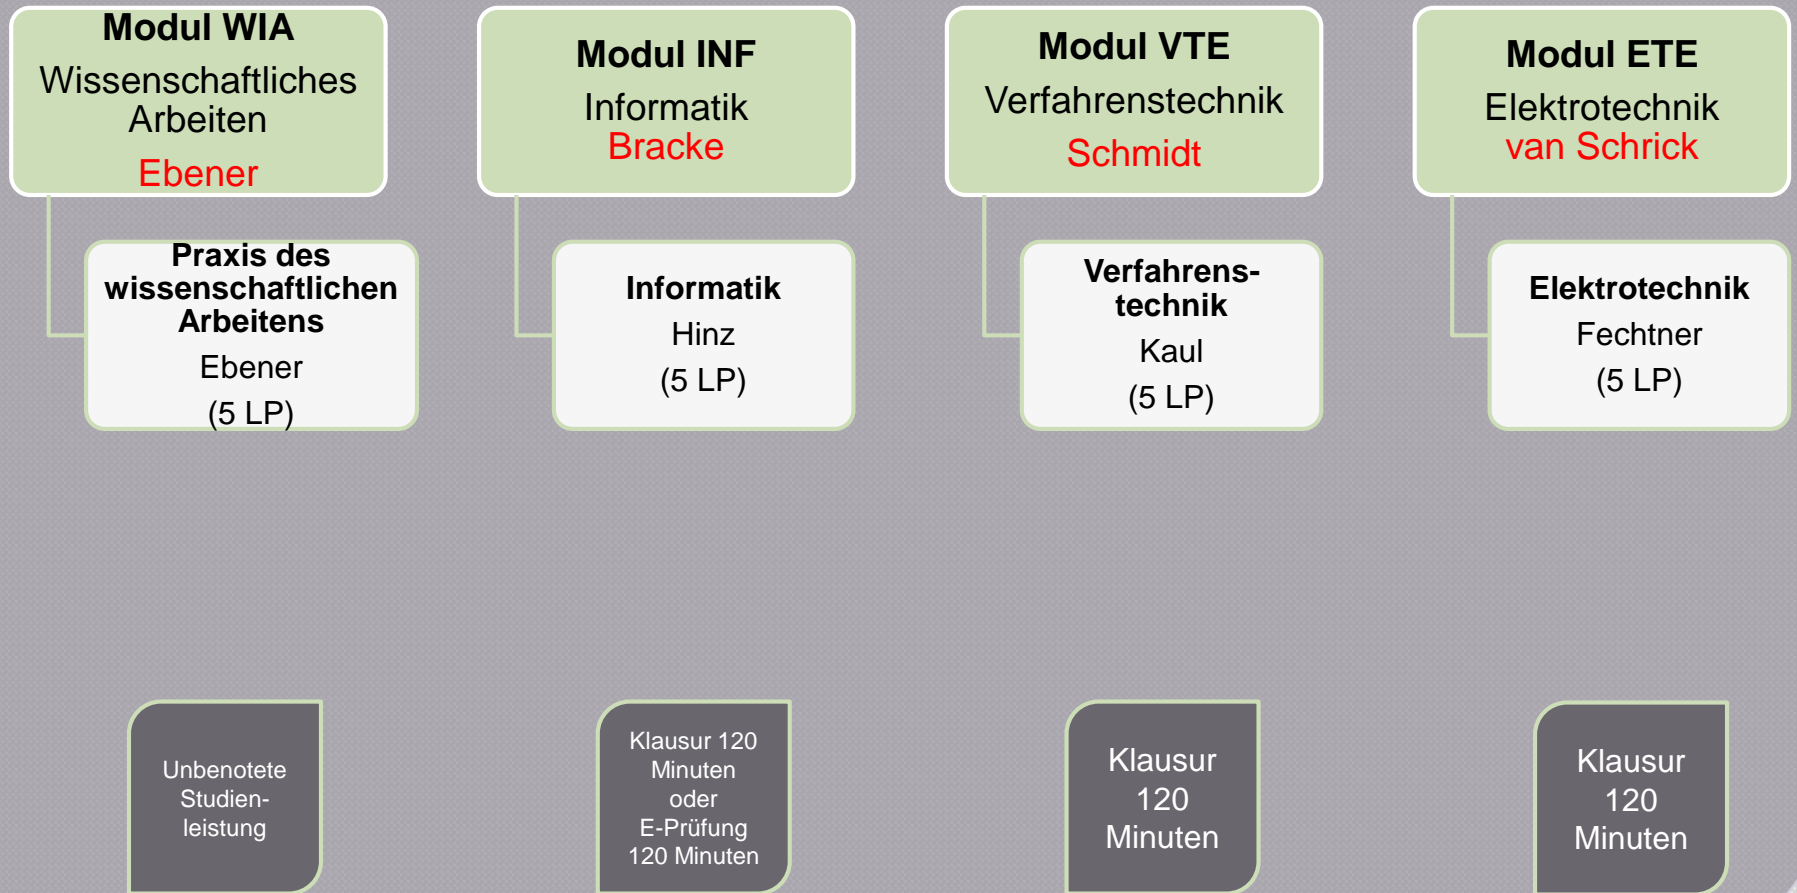 Modul WIA
Wissenschaftliches
Arbeiten
Ebener
Praxis des
wissenschaftlichen
Arbeitens
Ebener
(5 LP)
Unbenotete
Studien-
leistung
Modul INF
Informatik
Bracke
Informatik
Hinz
(5 LP)
Klausur 120
Minuten
oder
E-Prüfung
120 Minuten
Modul VTE
Verfahrenstechnik
Schmidt
Verfahrens-
technik
Kaul
(5 LP)
Klausur
120
Minuten
Modul ETE
Elektrotechnik
van Schrick
Elektrotechnik
Fechtner
(5 LP)
Klausur
120
Minuten